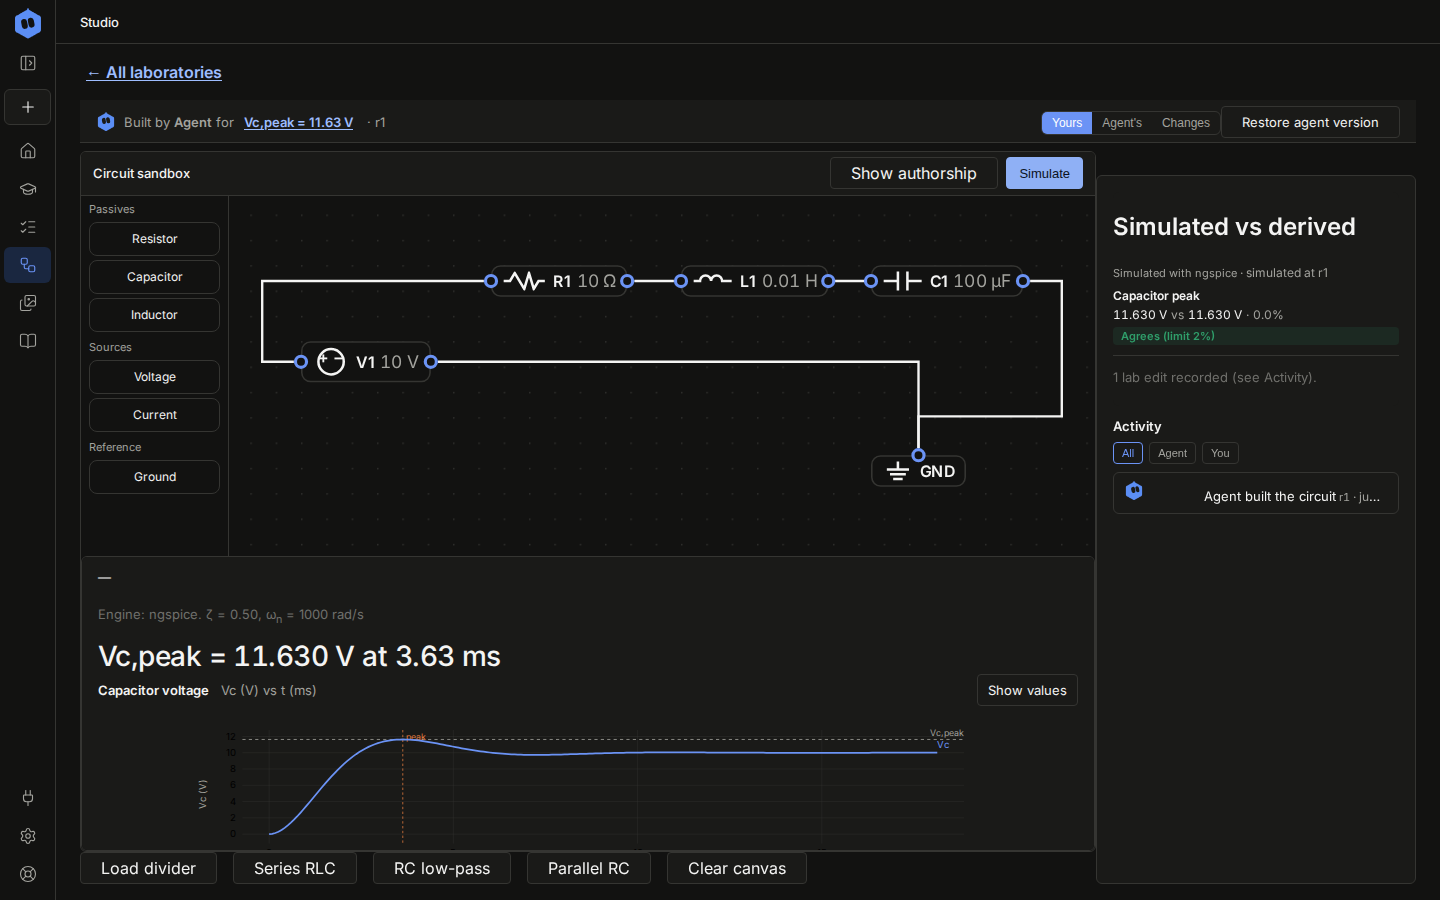 Studio
← All laboratories
Built by Agent for Vc,peak = 11.63 V · r1
Yours Agent's Changes Restore agent version
Circuit sandbox
Show authorship Simulate
Passives
Resistor
Capacitor
Inductor
Sources
Voltage
Current
Reference
Ground
R1 10 Ω
L1 0.01 H
C1 100 µF
V1 10 V
GND
Engine: ngspice. ζ = 0.50, ωn = 1000 rad/s
Vc,peak = 11.630 V at 3.63 ms
Capacitor voltage Vc (V) vs t (ms)
Show values
Vc (V)
12
10
8
6
4
2
0
peak
Vc,peak
Vc
Load divider Series RLC RC low-pass Parallel RC Clear canvas
Simulated vs derived
Simulated with ngspice · simulated at r1
Capacitor peak
11.630 V vs 11.630 V · 0.0%
Agrees (limit 2%)
1 lab edit recorded (see Activity).
Activity
All Agent You
Agent built the circuit r1 · ju...